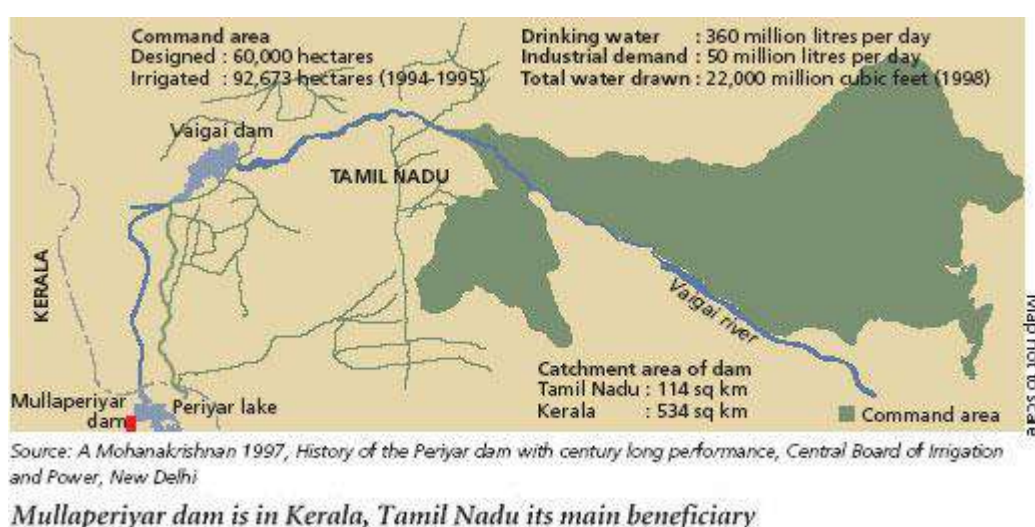 Command area
Designed : 60,000 hectares
Irrigated : 92,673 hectares (1994-1995)
Drinking water : 360 million litres per day
Industrial demand : 50 million litres per day
Total water drawn : 22,000 million cubic feet (1998)
Vaigai dam
TAMIL NADU
KERALA
Vaigai river
Catchment area of dam
Tamil Nadu : 114 sq km
Kerala : 534 sq km
Mullaperiyar
dam
Periyar lake
Command area
Map not to scale
Source: A Mohanakrishnan 1997, History of the Periyar dam with century long performance, Central Board of Irrigation
and Power, New Delhi
Mullaperiyar dam is in Kerala, Tamil Nadu its main beneficiary